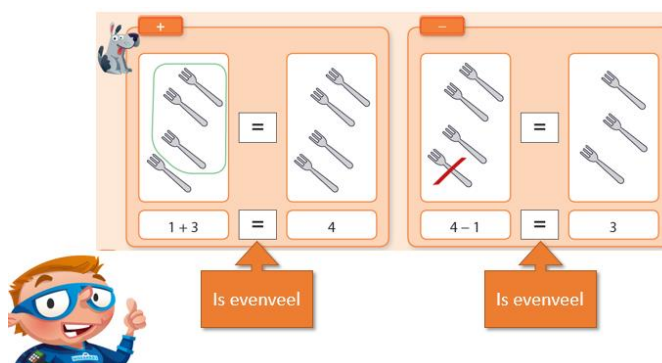 +
−
=
=
1 + 3
=
4
4 − 1
=
3
Is evenveel
Is evenveel